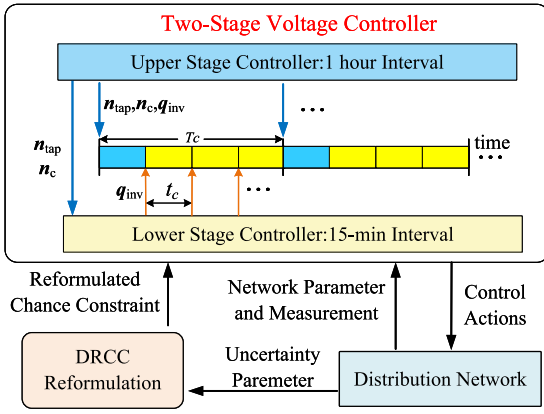 Two-Stage Voltage Controller
Upper Stage Controller:1 hour Interval
n_tap,n_c,q_inv
...
n_tap
n_c
Tc
time
...
q_inv
t_c
...
Lower Stage Controller:15-min Interval
Reformulated
Chance Constraint
Network Parameter
and Measurement
Control
Actions
DRCC
Reformulation
Uncertainty
Paremeter
Distribution Network